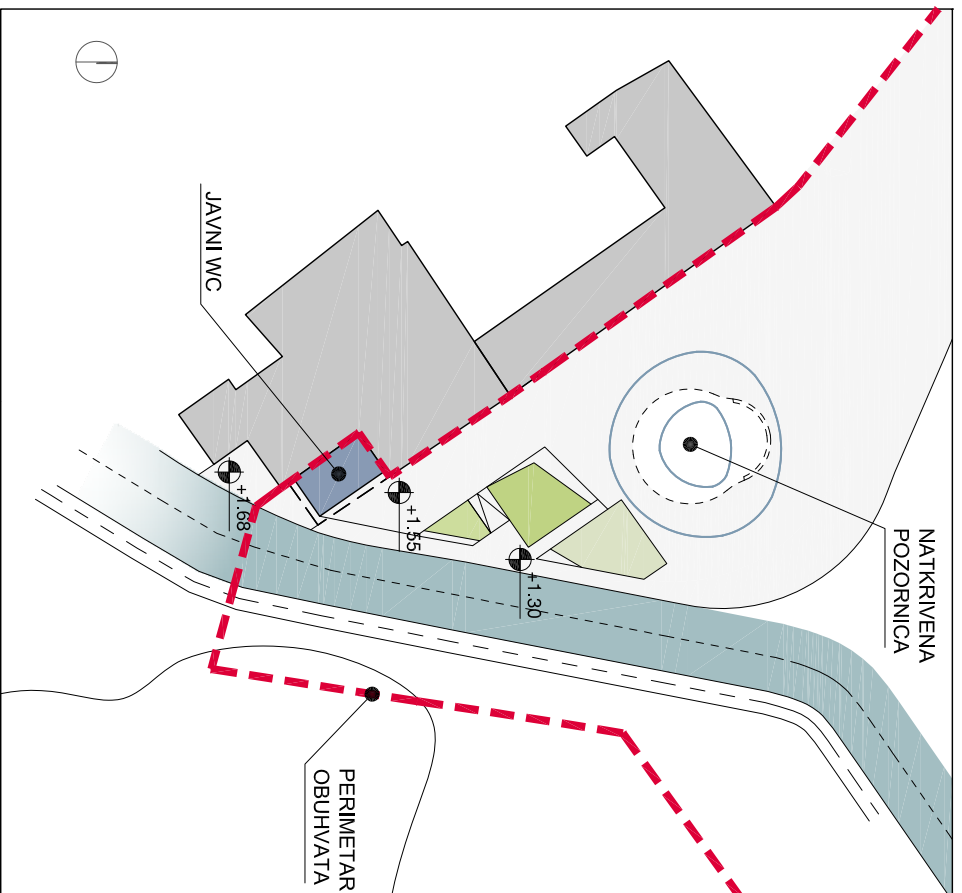 JAVNI WC
+1.68
+1.55
+1.30
NATKRIVENA
POZORNICA
PERIMETAR
OBUHVATA